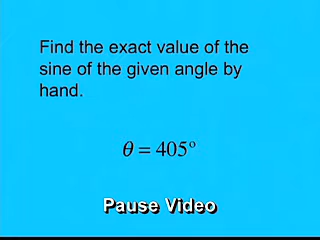 Find the exact value of the
sine of the given angle by
hand.
θ = 405°
Pause Video